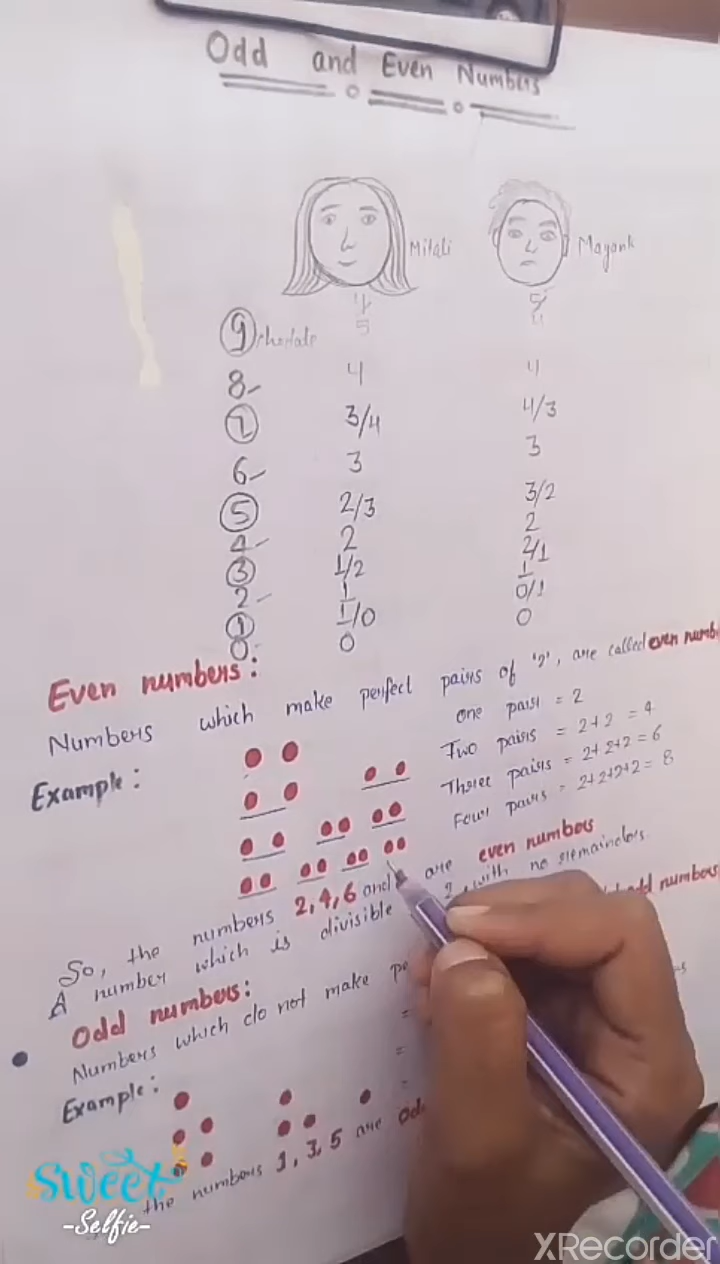 Odd and Even Numbers
Mitali
Mayank
5
9
8 4 4
7 3/4 4/3
6 3 3
5 2/3 3/2
4 2 2
3 1/2 2/1
2 1 1
1 1/0 0/1
0 0 0
Even numbers:
Numbers which make perfect pairs of '2', are called even numb
Example:
one pair = 2
Two pairs = 2+2 = 4
Three pairs = 2+2+2 = 6
Four pairs = 2+2+2+2 = 8
So, the numbers 2,4,6 and are even numbers
A number which is divisible 2, with no remainders.
Odd numbers:
Numbers which do not make pe
odd numbers
Example:
the numbers 1, 3, 5 are Od
Sweet
-Selfie-
XRecorder